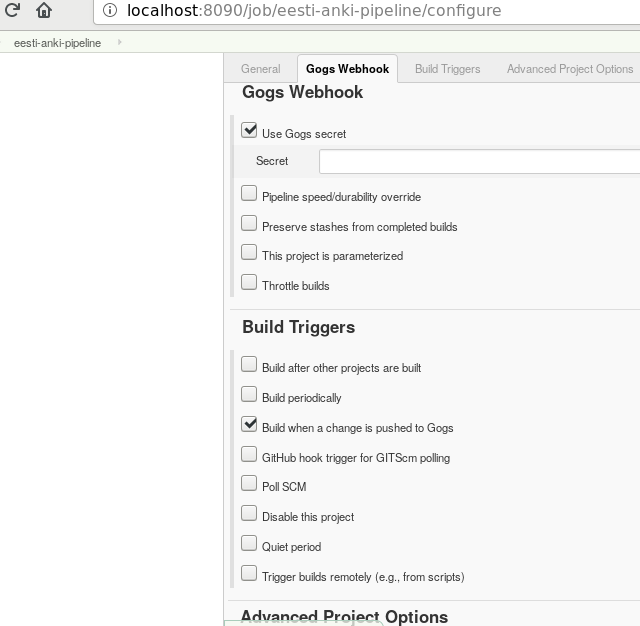 localhost:8090/job/eesti-anki-pipeline/configure
eesti-anki-pipeline
General Gogs Webhook Build Triggers Advanced Project Options
Gogs Webhook
Use Gogs secret
Secret
Pipeline speed/durability override
Preserve stashes from completed builds
This project is parameterized
Throttle builds
Build Triggers
Build after other projects are built
Build periodically
Build when a change is pushed to Gogs
GitHub hook trigger for GITScm polling
Poll SCM
Disable this project
Quiet period
Trigger builds remotely (e.g., from scripts)
Advanced Project Options